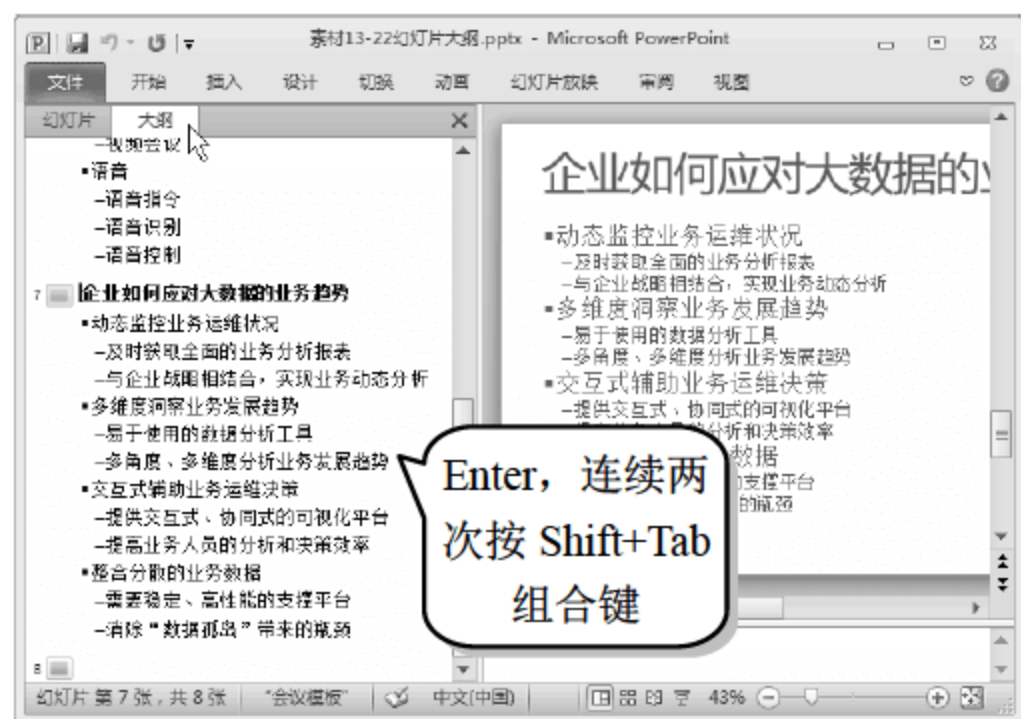 素材13-22幻灯片大纲.pptx - Microsoft PowerPoint
文件 开始 插入 设计 切换 动画 幻灯片放映 审阅 视图
幻灯片 大纲
–视频会议
▪语音
–语音指令
–语音识别
–语音控制
7 企业如何应对大数据的业务趋势
▪动态监控业务运维状况
–及时获取全面的业务分析报表
–与企业战略相结合，实现业务动态分析
▪多维度洞察业务发展趋势
–易于使用的数据分析工具
–多角度、多维度分析业务发展趋势
▪交互式辅助业务运维决策
–提供交互式、协同式的可视化平台
–提高业务人员的分析和决策效率
▪整合分散的业务数据
–需要稳定、高性能的支撑平台
–消除“数据孤岛”带来的瓶颈
8
企业如何应对大数据的
▪动态监控业务运维状况
–及时获取全面的业务分析报表
–与企业战略相结合，实现业务动态分析
▪多维度洞察业务发展趋势
–易于使用的数据分析工具
–多角度、多维度分析业务发展趋势
▪交互式辅助业务运维决策
–提供交互式、协同式的可视化平台
分析和决策效率
数据
支撑平台
的瓶颈
Enter，连续两
次按 Shift+Tab
组合键
幻灯片 第 7 张，共 8 张 “会议模板” 中文(中国) 43%